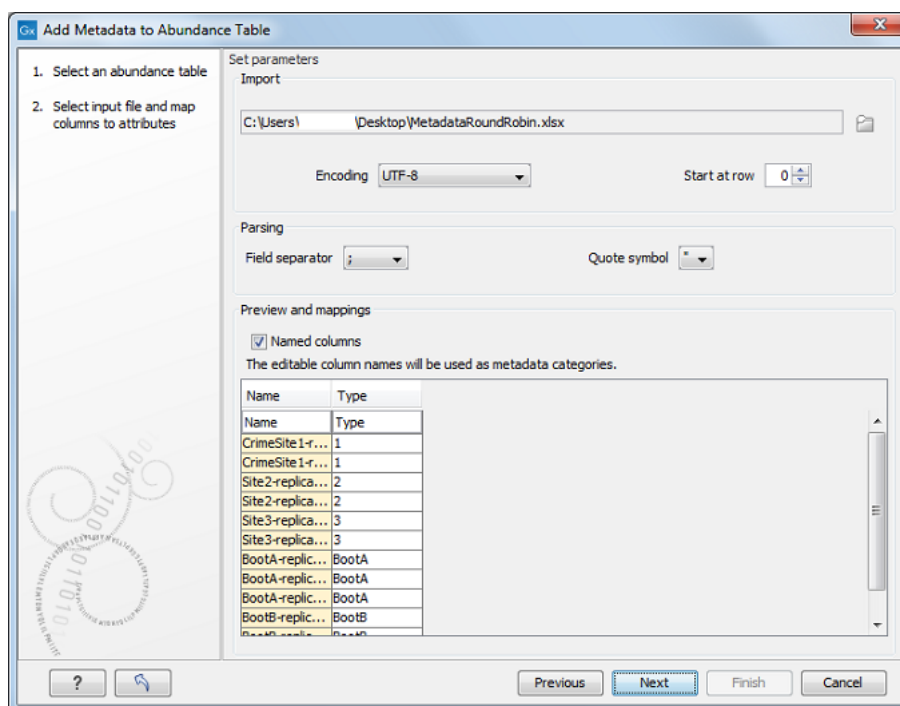 Gx Add Metadata to Abundance Table
1. Select an abundance table
2. Select input file and map
columns to attributes
Set parameters
Import
C:\Users\ \Desktop\MetadataRoundRobin.xlsx
Encoding UTF-8 Start at row 0
Parsing
Field separator ; Quote symbol "
Preview and mappings
Named columns
The editable column names will be used as metadata categories.
Name Type
Name Type
CrimeSite1-r... 1
CrimeSite1-r... 1
Site2-replica... 2
Site2-replica... 2
Site3-replica... 3
Site3-replica... 3
BootA-replic... BootA
BootA-replic... BootA
BootA-replic... BootA
BootB-replic... BootB
? Previous Next Finish Cancel